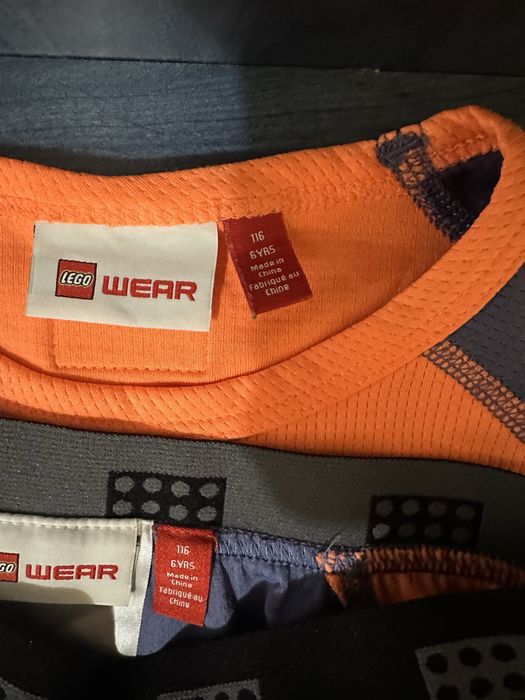 LEGO WEAR
116
6YRS
Made in
China
Fabriqué au
Chine
GO WEAR
116
6YRS
Made in
China
Fabriqué au
Chine